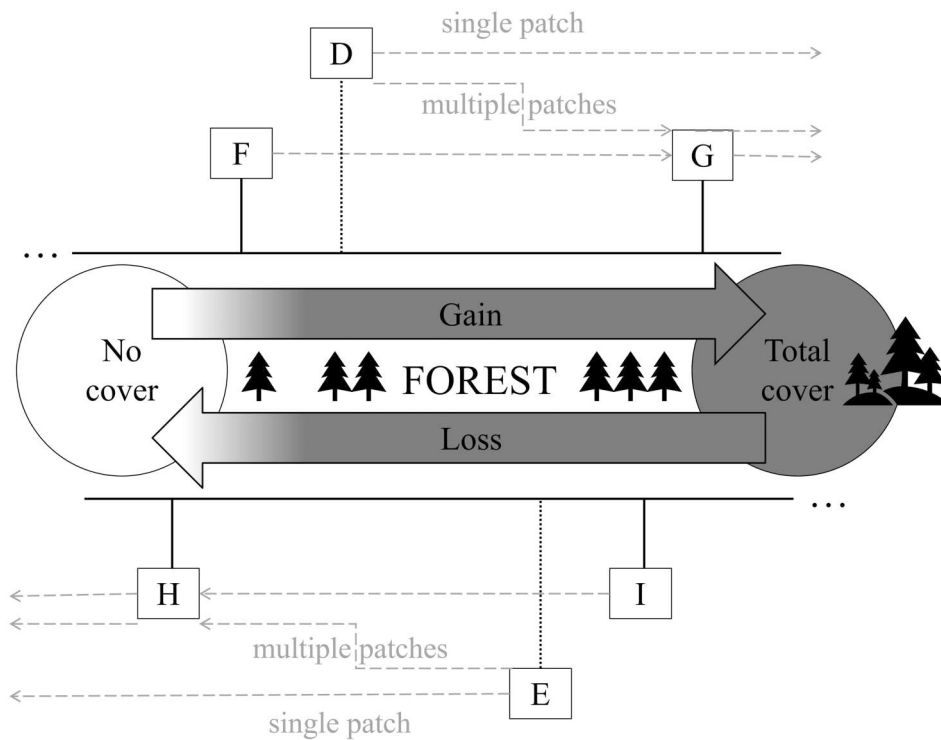 single patch
D
multiple patches
F
G
...
Gain
No
cover
FOREST
Total
cover
Loss
...
H
I
multiple patches
E
single patch